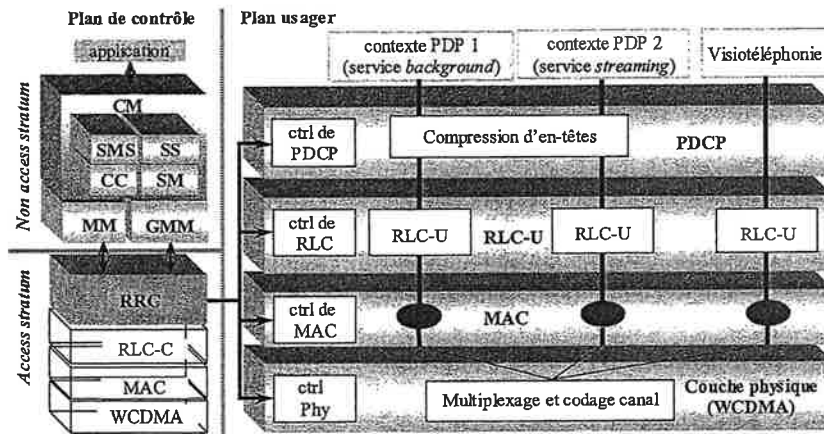 Plan de contrôle
Plan usager
application
contexte PDP 1
(service background)
contexte PDP 2
(service streaming)
Visiotéléphonie
Non access stratum
CM
SMS SS
CC SM
MM GMM
Access stratum
RRC
RLC-C
MAC
WCDMA
ctrl de
PDCP
Compression d'en-têtes
PDCP
ctrl de
RLC
RLC-U
RLC-U
RLC-U
RLC-U
ctrl de
MAC
MAC
ctrl
Phy
Multiplexage et codage canal
Couche physique
(WCDMA)